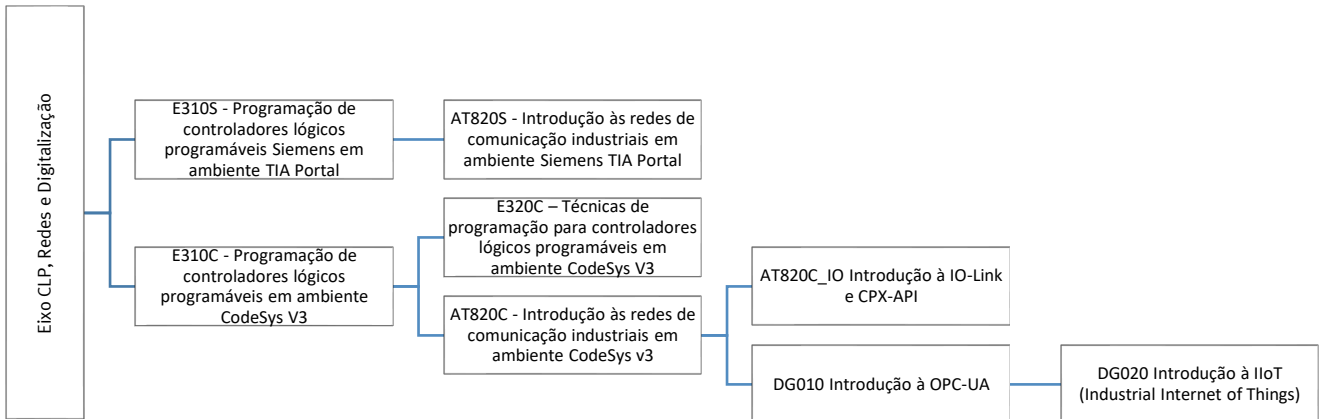 Eixo CLP, Redes e Digitalização
E310S - Programação de
controladores lógicos
programáveis Siemens em
ambiente TIA Portal
AT820S - Introdução às redes de
comunicação industriais em
ambiente Siemens TIA Portal
E310C - Programação de
controladores lógicos
programáveis em ambiente
CodeSys V3
E320C – Técnicas de
programação para controladores
lógicos programáveis em
ambiente CodeSys V3
AT820C - Introdução às redes de
comunicação industriais em
ambiente CodeSys v3
AT820C_IO Introdução à IO-Link
e CPX-API
DG010 Introdução à OPC-UA
DG020 Introdução à IIoT
(Industrial Internet of Things)